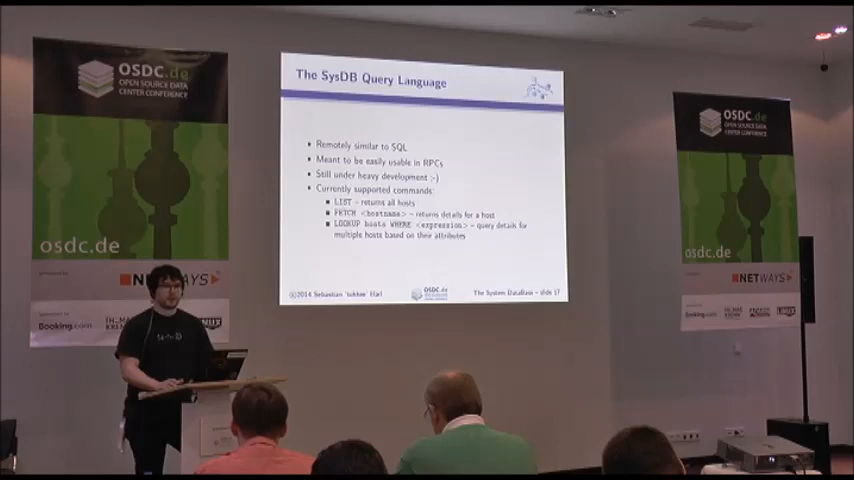 OSDC.de
OPEN SOURCE DATA
CENTER CONFERENCE
osdc.de
NETWAYS
Booking.com
The SysDB Query Language
Remotely similar to SQL
Meant to be easily usable in RPCs
Still under heavy development :-)
Currently supported commands:
LIST – returns all hosts
FETCH <hostname> – returns details for a host
LOOKUP hosts WHERE <expression> – query details for
multiple hosts based on their attributes
©2014 Sebastian 'tokkee' Harl
OSDC.de
The System DataBase – slide 17
OSDC.de
OPEN SOURCE DATA
CENTER CONFERENCE
osdc.de
NETWAYS
Booking.com